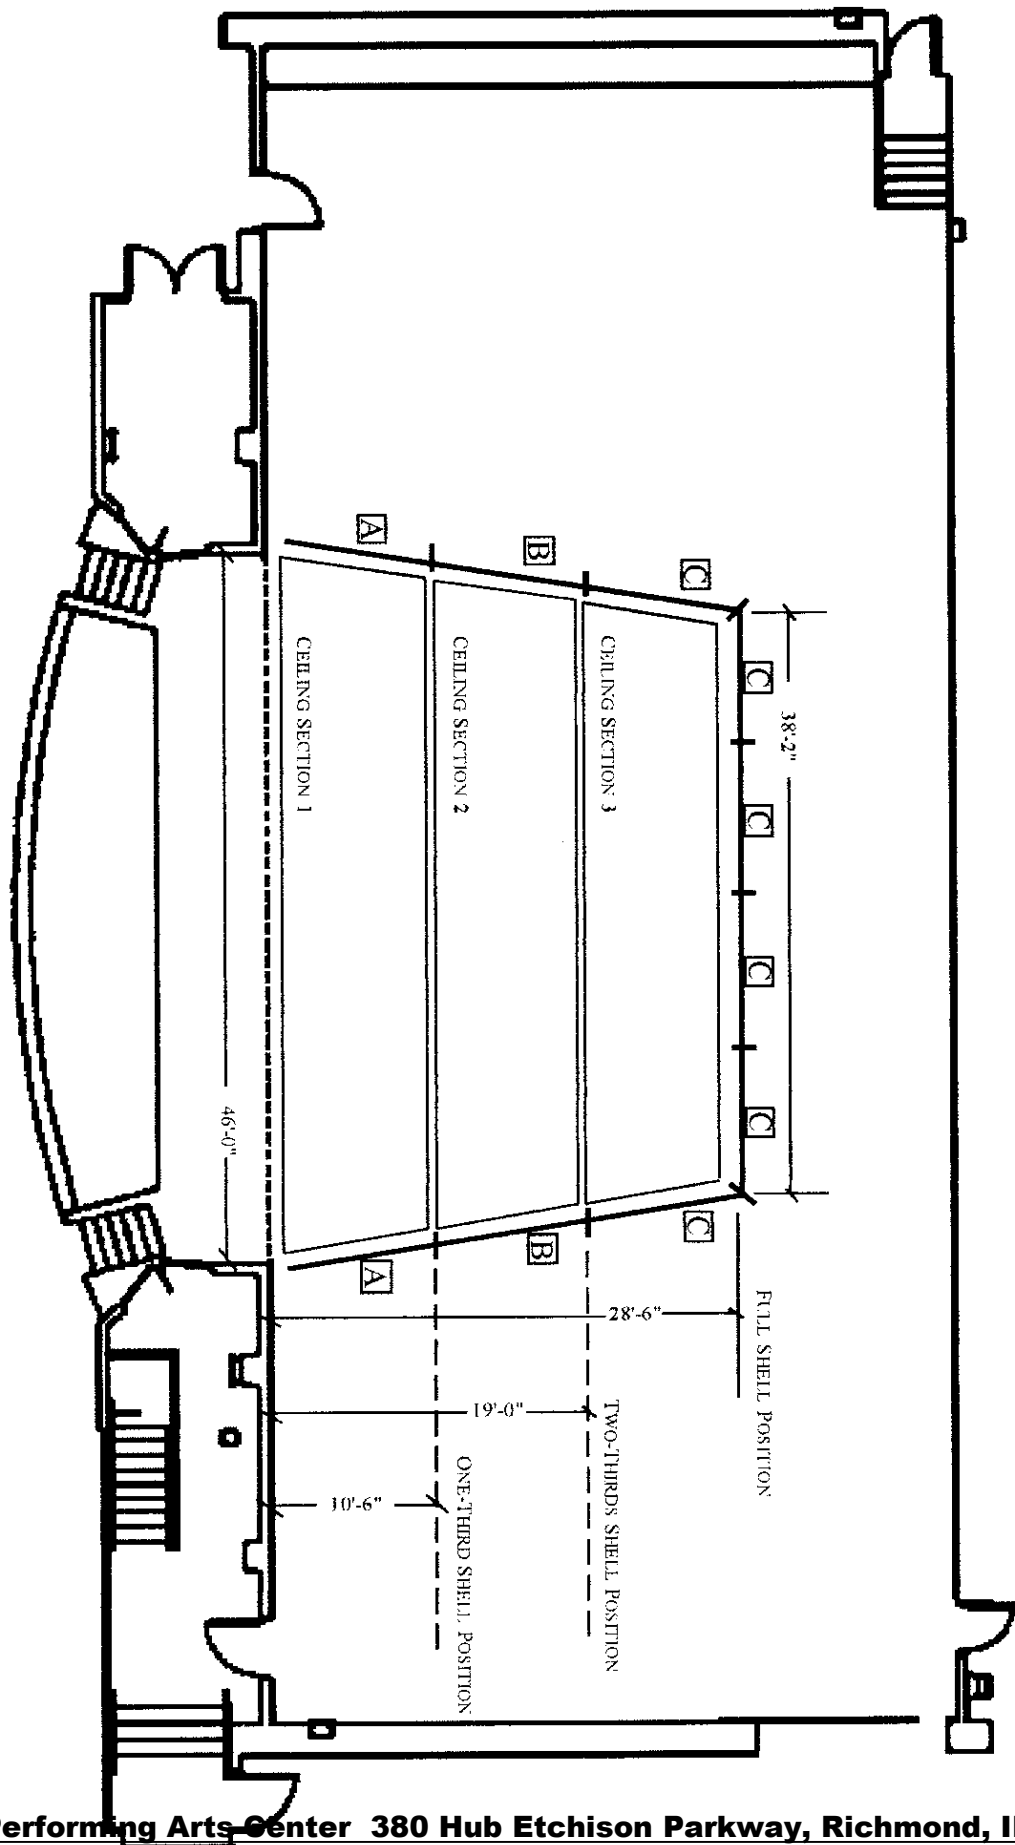 A
B
C
C
C
C
C
C
B
A
CEILING SECTION 1
CEILING SECTION 2
CEILING SECTION 3
38'-2"
46'-0"
28'-6"
19'-0"
10'-6"
FULL SHELL POSITION
TWO-THIRDS SHELL POSITION
ONE-THIRD SHELL POSITION
Performing Arts Center 380 Hub Etchison Parkway, Richmond,